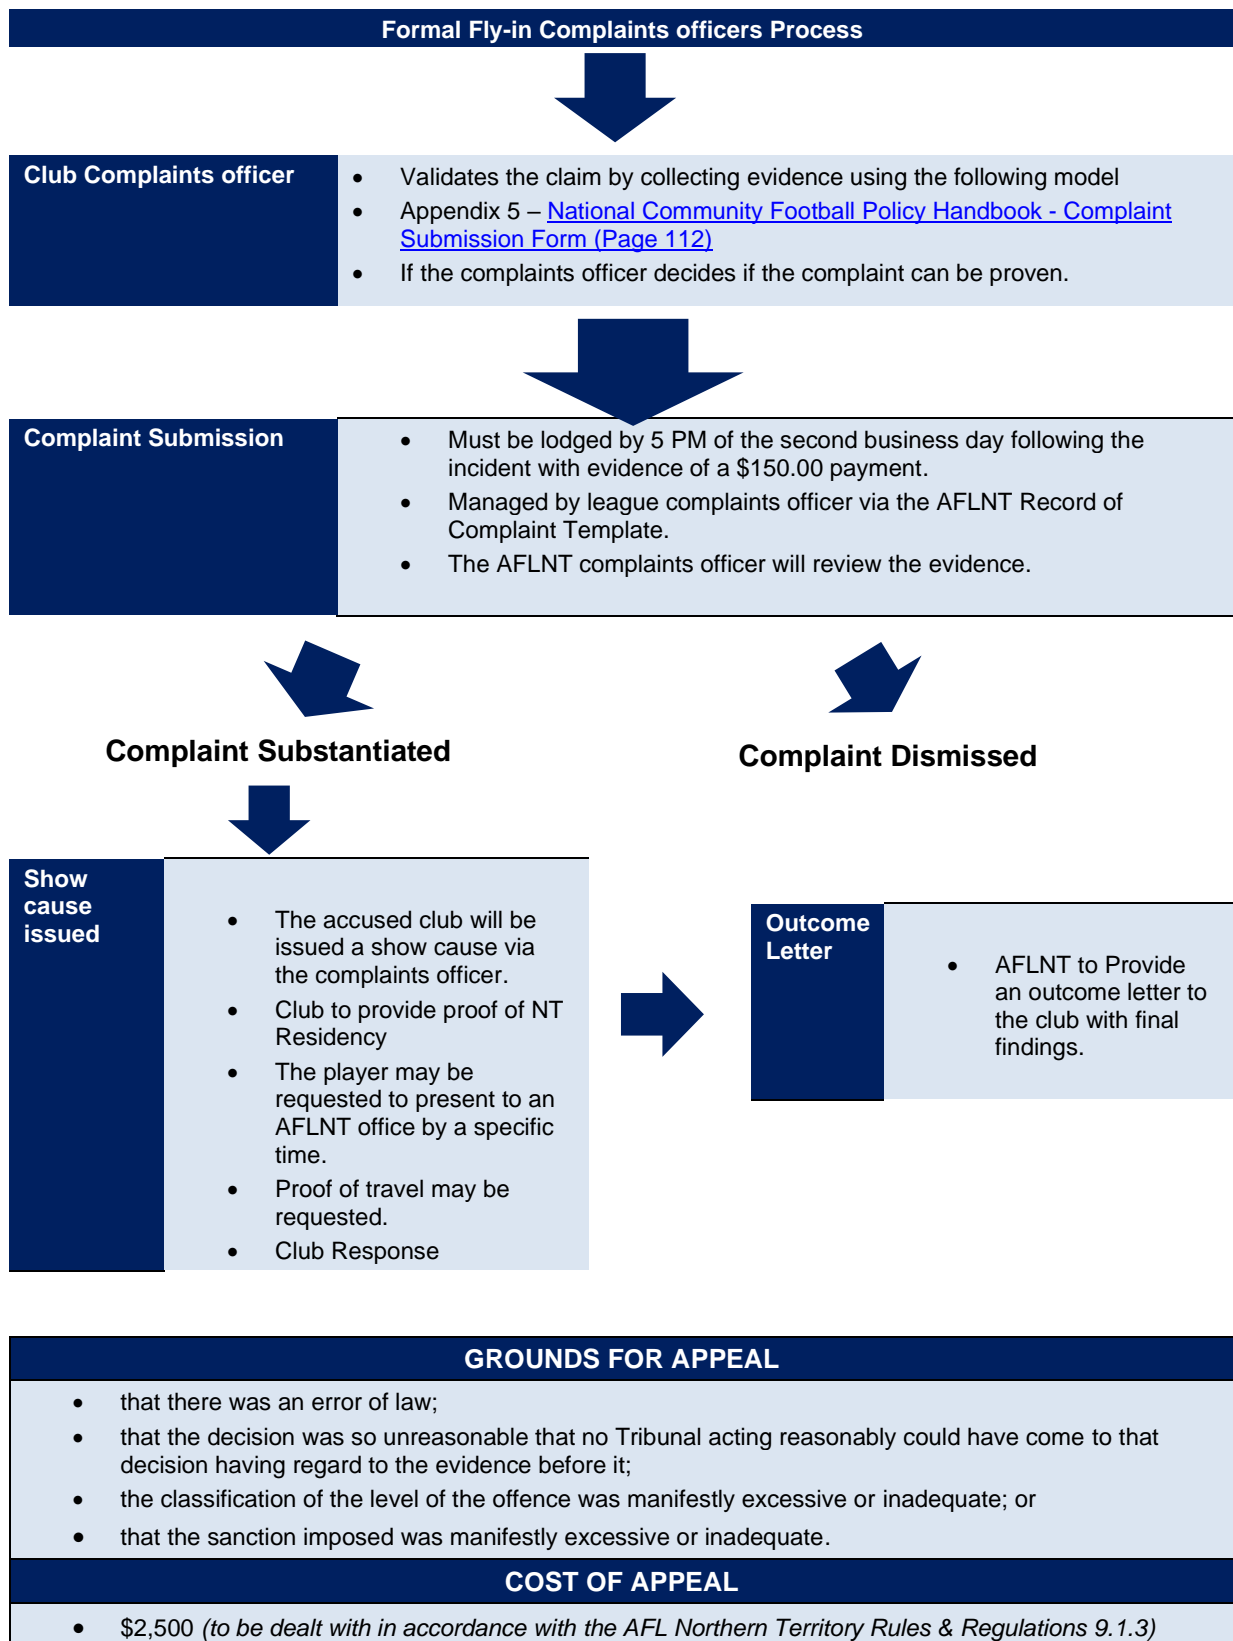 Formal Fly-in Complaints officers Process
Club Complaints officer
• Validates the claim by collecting evidence using the following model
• Appendix 5 – National Community Football Policy Handbook - Complaint
Submission Form (Page 112)
• If the complaints officer decides if the complaint can be proven.
Complaint Submission
• Must be lodged by 5 PM of the second business day following the
incident with evidence of a $150.00 payment.
• Managed by league complaints officer via the AFLNT Record of
Complaint Template.
• The AFLNT complaints officer will review the evidence.
Complaint Substantiated
Complaint Dismissed
Show
cause
issued
• The accused club will be
issued a show cause via
the complaints officer.
• Club to provide proof of NT
Residency
• The player may be
requested to present to an
AFLNT office by a specific
time.
• Proof of travel may be
requested.
• Club Response
Outcome
Letter
• AFLNT to Provide
an outcome letter to
the club with final
findings.
GROUNDS FOR APPEAL
• that there was an error of law;
• that the decision was so unreasonable that no Tribunal acting reasonably could have come to that
decision having regard to the evidence before it;
• the classification of the level of the offence was manifestly excessive or inadequate; or
• that the sanction imposed was manifestly excessive or inadequate.
COST OF APPEAL
• $2,500 (to be dealt with in accordance with the AFL Northern Territory Rules & Regulations 9.1.3)